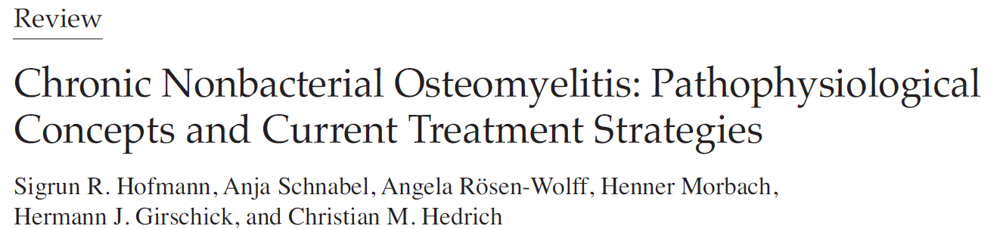 Review
Chronic Nonbacterial Osteomyelitis: Pathophysiological
Concepts and Current Treatment Strategies
Sigrun R. Hofmann, Anja Schnabel, Angela Rösen-Wolff, Henner Morbach,
Hermann J. Girschick, and Christian M. Hedrich